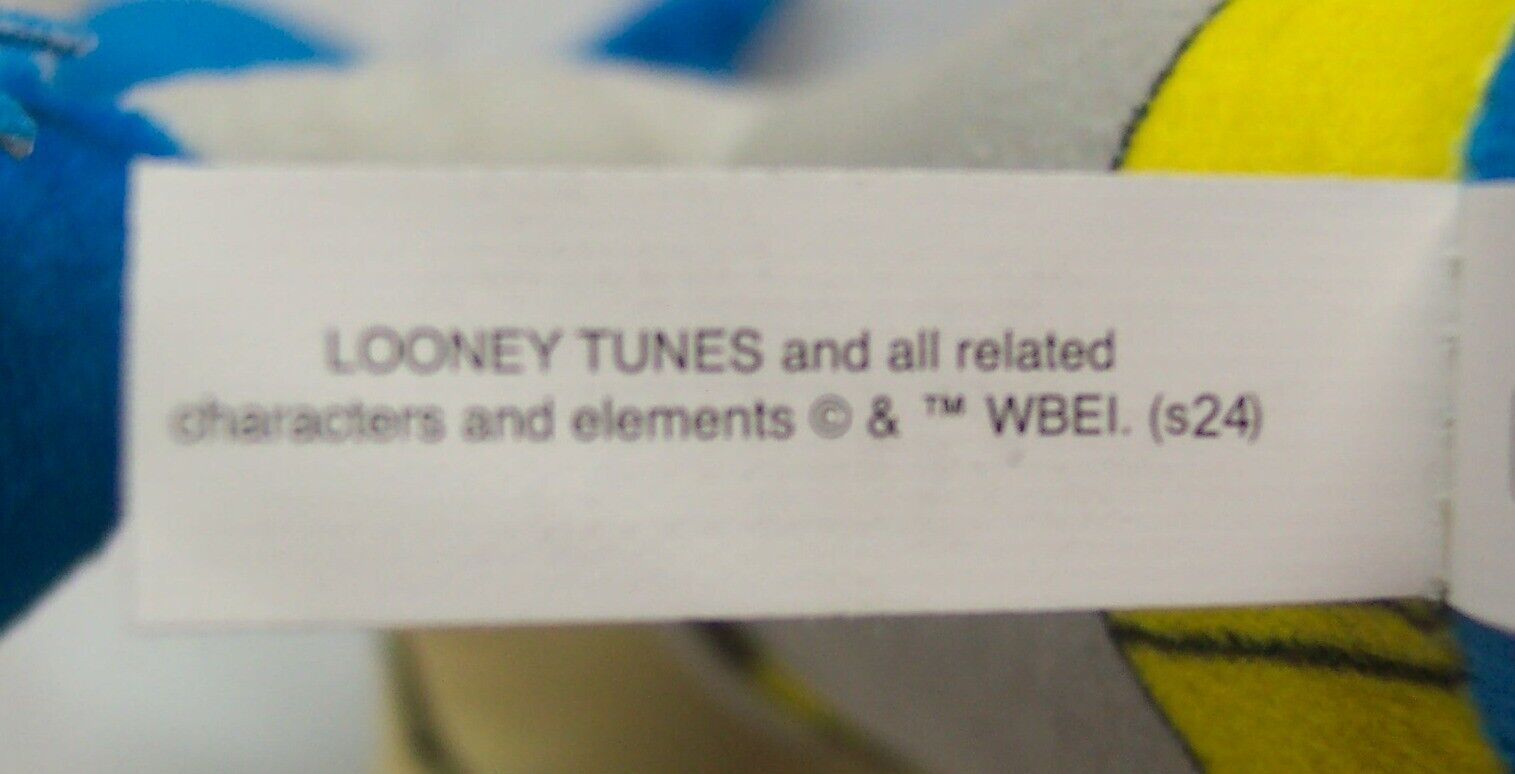 LOONEY TUNES and all related
characters and elements © & ™ WBEI. (s24)